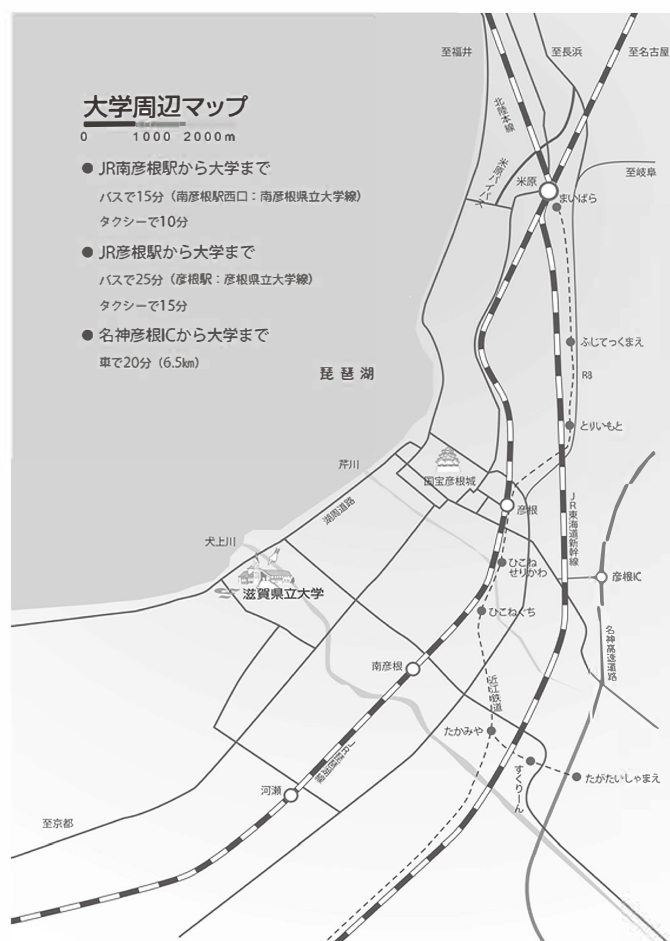 至福井
至長浜
至名古屋
大学周辺マップ
0 1000 2000m
北陸本線
● JR南彦根駅から大学まで
米原バイパス
至岐阜
米原
バスで15分（南彦根駅西口：南彦根県立大学線）
まいばら
タクシーで10分
● JR彦根駅から大学まで
バスで25分（彦根駅：彦根県立大学線）
タクシーで15分
● 名神彦根ICから大学まで
ふじてっくまえ
車で20分（6.5㎞）
琵琶湖
R8
とりいもと
芹川
国宝彦根城
湖周道路
彦根
JR東海道新幹線
犬上川
ひこね
せりかわ
彦根IC
滋賀県立大学
ひこねぐち
名神高速道路
南彦根
近江鉄道
たかみや
すくりーん
たがたいしゃまえ
河瀬
至京都